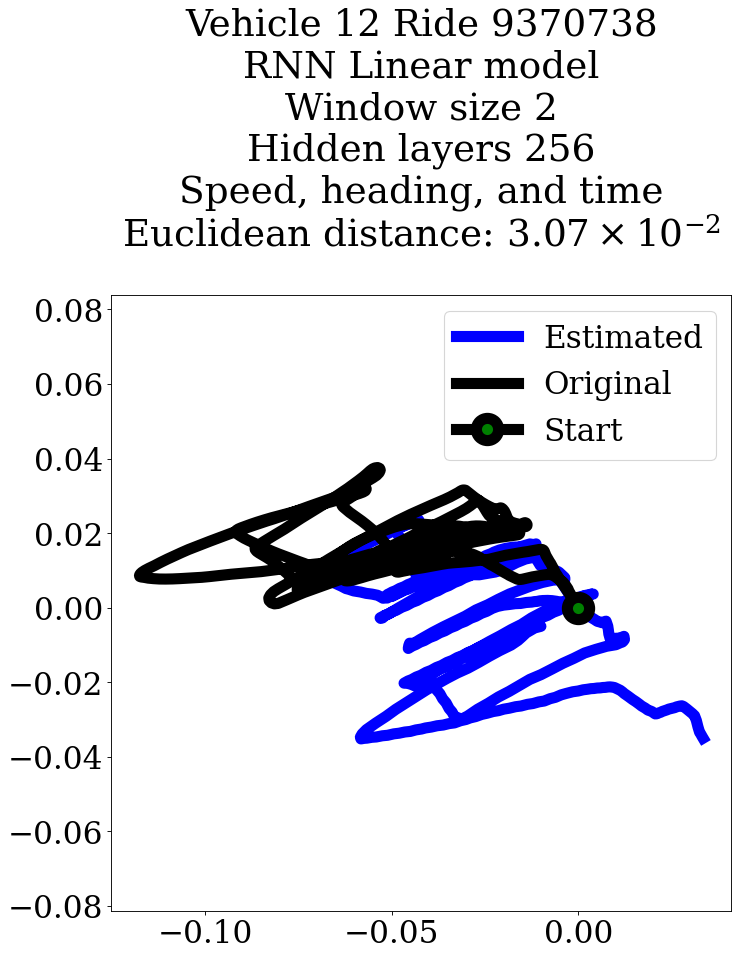 Vehicle 12 Ride 9370738
RNN Linear model
Window size 2
Hidden layers 256
Speed, heading, and time
Euclidean distance: 3.07 × 10⁻²
0.08
0.06
0.04
0.02
0.00
−0.02
−0.04
−0.06
−0.08
Estimated
Original
Start
−0.10
−0.05
0.00